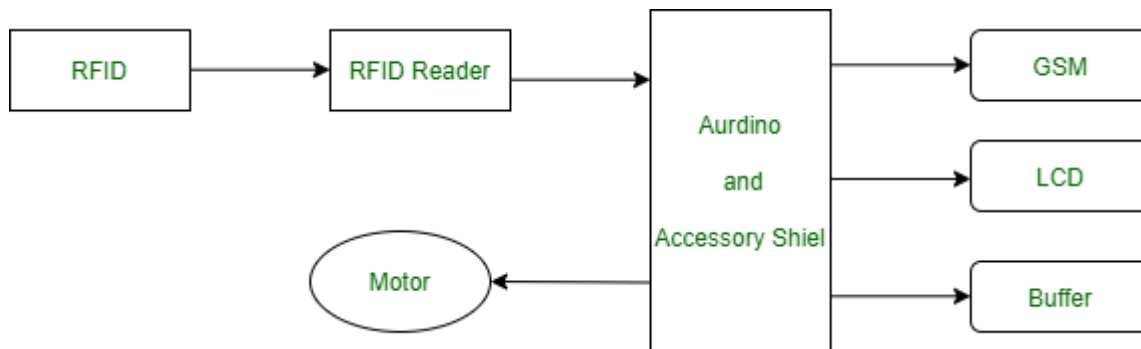 RFID
RFID Reader
Aurdino
and
Accessory Shiel
GSM
LCD
Motor
Buffer